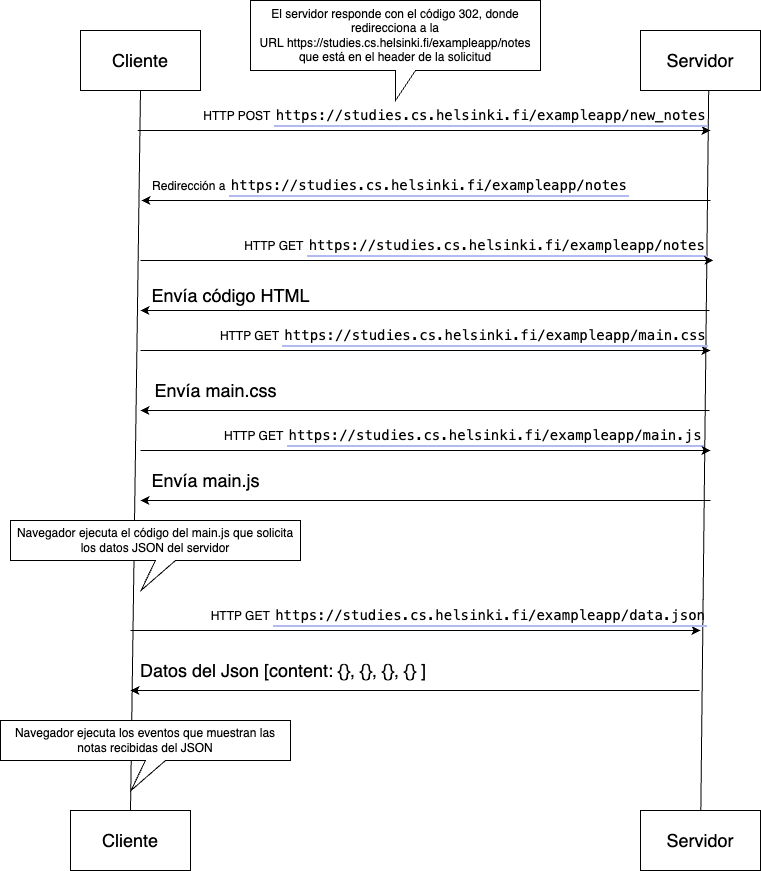 El servidor responde con el código 302, donde
redirecciona a la
URL https://studies.cs.helsinki.fi/exampleapp/notes
que está en el header de la solicitud
Cliente
Servidor
HTTP POST https://studies.cs.helsinki.fi/exampleapp/new_notes
Redirección a https://studies.cs.helsinki.fi/exampleapp/notes
HTTP GET https://studies.cs.helsinki.fi/exampleapp/notes
Envía código HTML
HTTP GET https://studies.cs.helsinki.fi/exampleapp/main.css
Envía main.css
HTTP GET https://studies.cs.helsinki.fi/exampleapp/main.js
Envía main.js
Navegador ejecuta el código del main.js que solicita
los datos JSON del servidor
HTTP GET https://studies.cs.helsinki.fi/exampleapp/data.json
Datos del Json [content: {}, {}, {}, {} ]
Navegador ejecuta los eventos que muestran las
notas recibidas del JSON
Cliente
Servidor